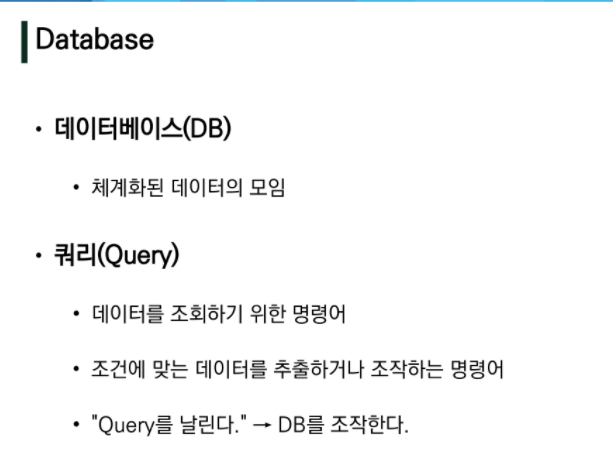 Database
• 데이터베이스(DB)
• 체계화된 데이터의 모임
• 쿼리(Query)
• 데이터를 조회하기 위한 명령어
• 조건에 맞는 데이터를 추출하거나 조작하는 명령어
• "Query를 날린다." → DB를 조작한다.